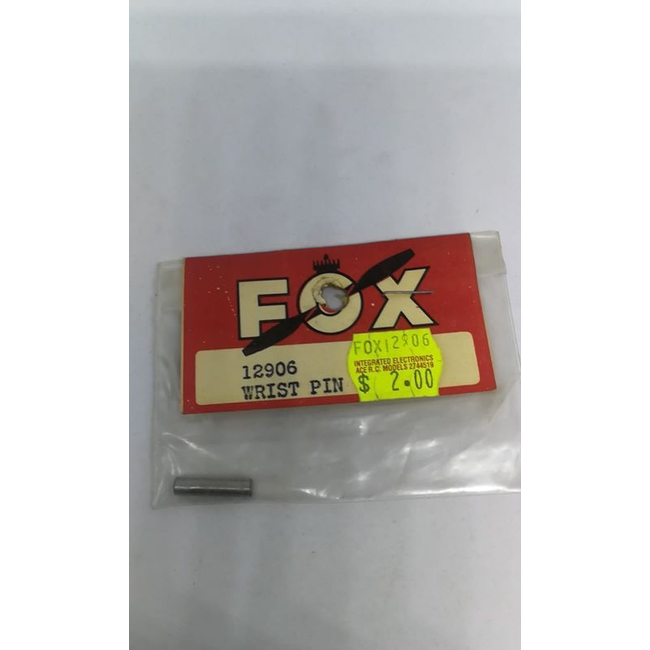 FOX
12906
WRIST PIN
FOX12906
INTEGRATED ELECTRONICS
ACE R.C. MODELS 2744519
$ 2.00